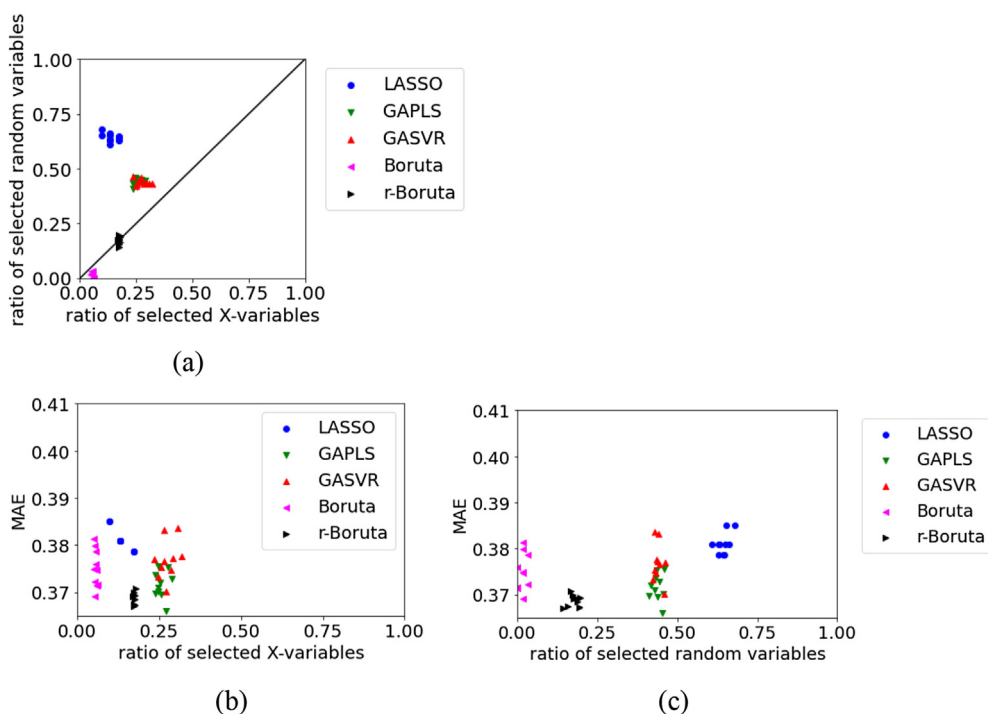 ratio of selected random variables
1.00
0.75
0.50
0.25
0.00
0.00 0.25 0.50 0.75 1.00
ratio of selected X-variables
LASSO
GAPLS
GASVR
Boruta
r-Boruta
(a)
MAE
0.41
0.40
0.39
0.38
0.37
0.00 0.25 0.50 0.75 1.00
ratio of selected X-variables
LASSO
GAPLS
GASVR
Boruta
r-Boruta
(b)
MAE
0.41
0.40
0.39
0.38
0.37
0.00 0.25 0.50 0.75 1.00
ratio of selected random variables
LASSO
GAPLS
GASVR
Boruta
r-Boruta
(c)